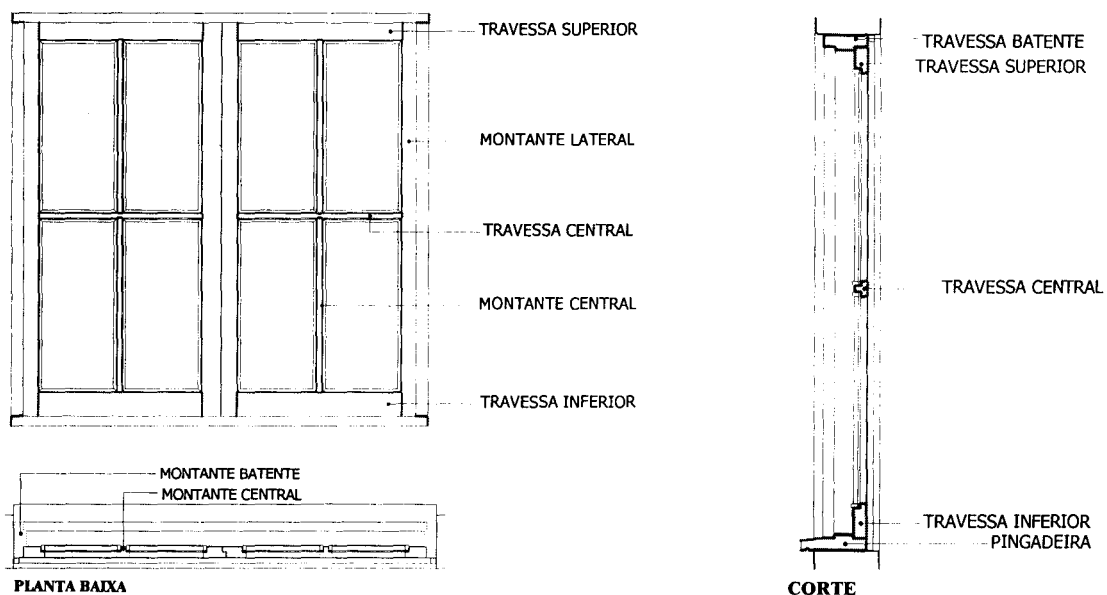 TRAVESSA SUPERIOR
MONTANTE LATERAL
TRAVESSA CENTRAL
MONTANTE CENTRAL
TRAVESSA INFERIOR
MONTANTE BATENTE
MONTANTE CENTRAL
PLANTA BAIXA
TRAVESSA BATENTE
TRAVESSA SUPERIOR
TRAVESSA CENTRAL
TRAVESSA INFERIOR
PINGADEIRA
CORTE